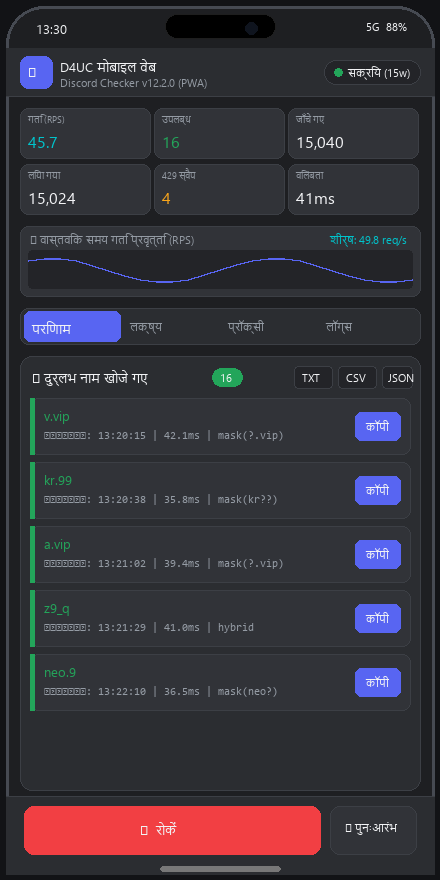 13:30
5G 88%
D4UC मोबाइल वेब
Discord Checker v12.2.0 (PWA)
सक्रिय (15w)
गति (RPS)
45.7
उपलब्ध
16
जाँचे गए
15,040
लिया गया
15,024
429 स्वैप
4
विलंबता
41ms
वास्तविक समय गति प्रवृत्ति (RPS)
शीर्ष: 49.8 req/s
परिणाम
लक्ष्य
प्रॉक्सी
लॉग्स
दुर्लभ नाम खोजे गए
16
TXT
CSV
JSON
v.vip
: 13:20:15 | 42.1ms | mask(?.vip)
कॉपी
kr.99
: 13:20:38 | 35.8ms | mask(kr??)
कॉपी
a.vip
: 13:21:02 | 39.4ms | mask(?.vip)
कॉपी
z9_q
: 13:21:29 | 41.0ms | hybrid
कॉपी
neo.9
: 13:22:10 | 36.5ms | mask(neo?)
कॉपी
रोकें
पुनःआरंभ